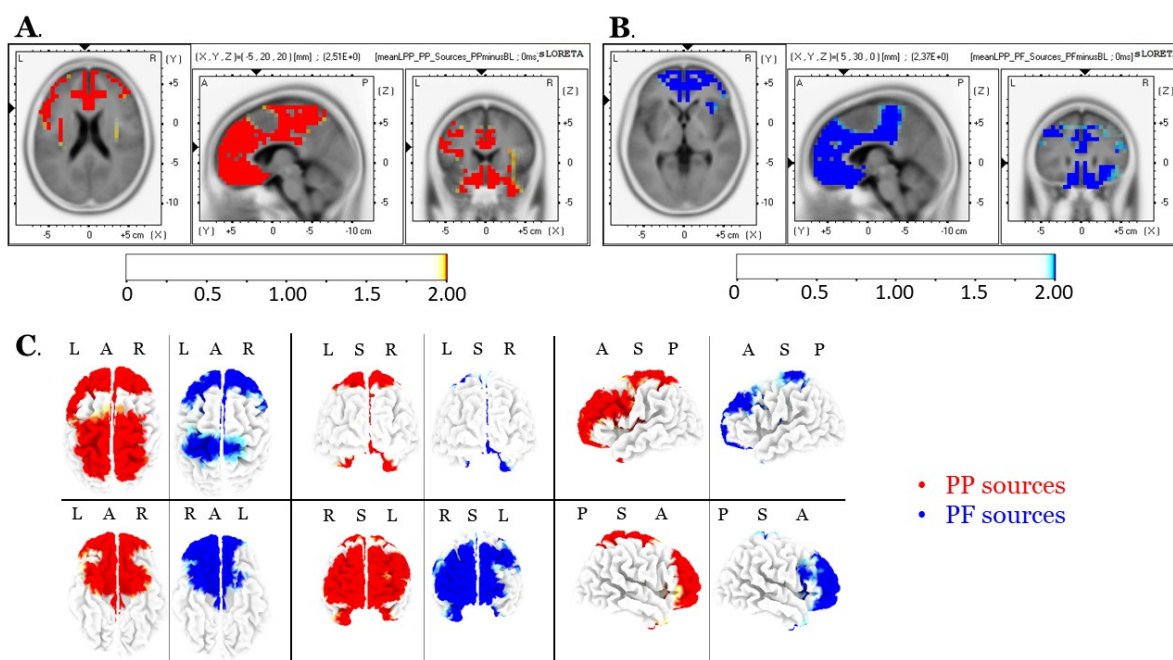 A.
B.
L R (Y)
+5
0
-5
-10
-5 0 +5 cm (X)
(X, Y, Z)=( -5, 20, 20) [mm] ; (2,51E+0) [meanLPP_PP_Sources_PPminusBL ; 0ms] sLORETA
A P (Z)
+5
0
-5
(Y) +5 0 -5 -10 cm
L R (Z)
+5
0
-5
-5 0 +5 cm (X)
L R (Y)
+5
0
-5
-10
-5 0 +5 cm (X)
(X, Y, Z)=( 5, 30, 0) [mm] ; (2,37E+0) [meanLPP_PF_Sources_PFminusBL ; 0ms] sLORETA
A P (Z)
+5
0
-5
(Y) +5 0 -5 -10 cm
L R (Z)
+5
0
-5
-5 0 +5 cm (X)
0 0.5 1.00 1.5 2.00
0 0.5 1.00 1.5 2.00
C.
L A R L A R L S R L S R A S P A S P
• PP sources
• PF sources
L A R R A L R S L R S L P S A P S A